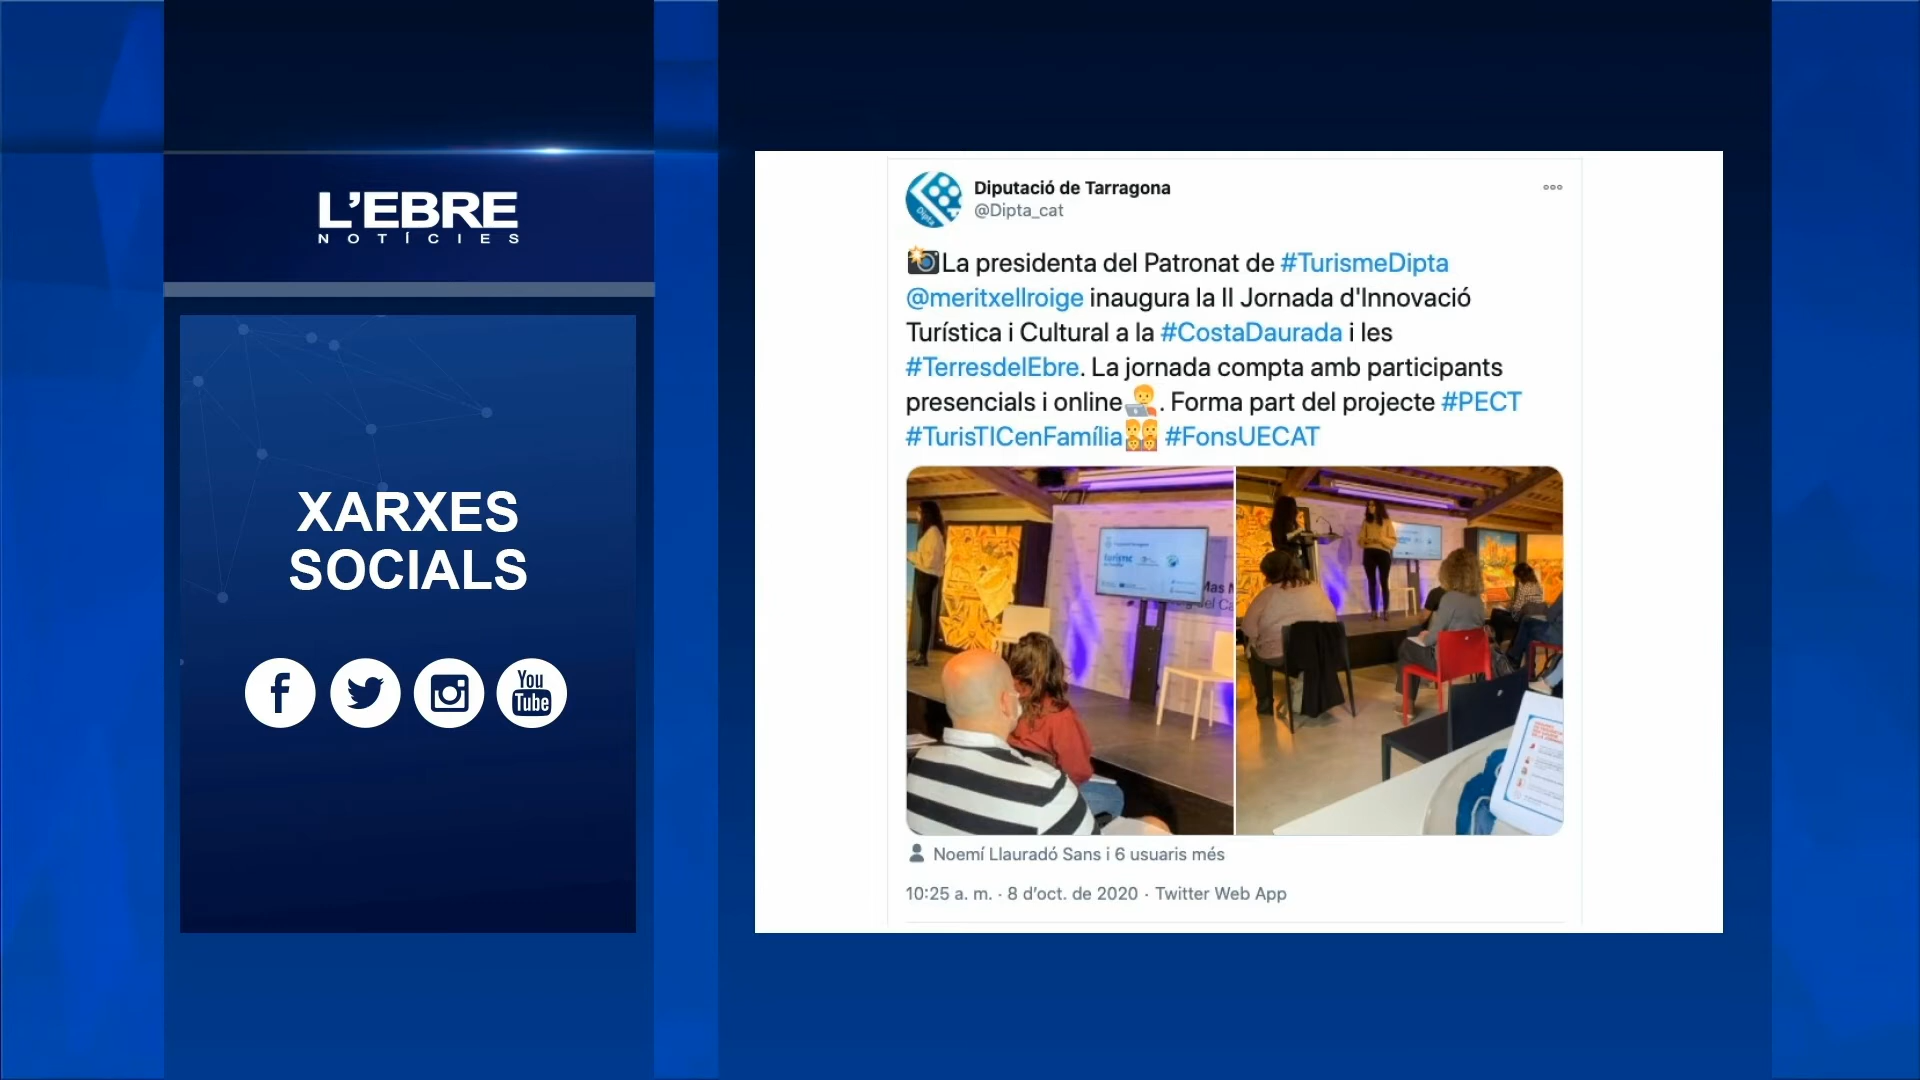 L'EBRE
NOTÍCIES
XARXES
SOCIALS
You
Tube
Diputació de Tarragona
@Dipta_cat
Dipta
La presidenta del Patronat de #TurismeDipta
@meritxellroige inaugura la II Jornada d'Innovació
Turística i Cultural a la #CostaDaurada i les
#TerresdelEbre. La jornada compta amb participants
presencials i online. Forma part del projecte #PECT
#TurisTICenFamília #FonsUECAT
Noemí Llauradó Sans i 6 usuaris més
10:25 a. m. · 8 d'oct. de 2020 · Twitter Web App